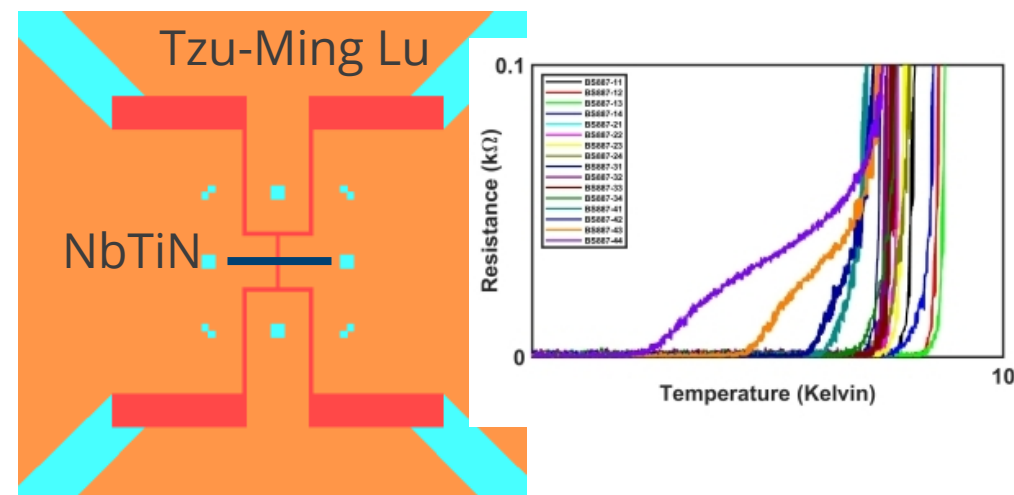 Tzu-Ming Lu
NbTiN
0.1
BS887-11
BS887-12
BS887-13
BS887-14
BS887-21
BS887-22
BS887-23
BS887-24
BS887-31
BS887-32
BS887-33
BS887-34
BS887-41
BS887-42
BS887-43
BS887-44
Resistance (kΩ)
0
10
Temperature (Kelvin)